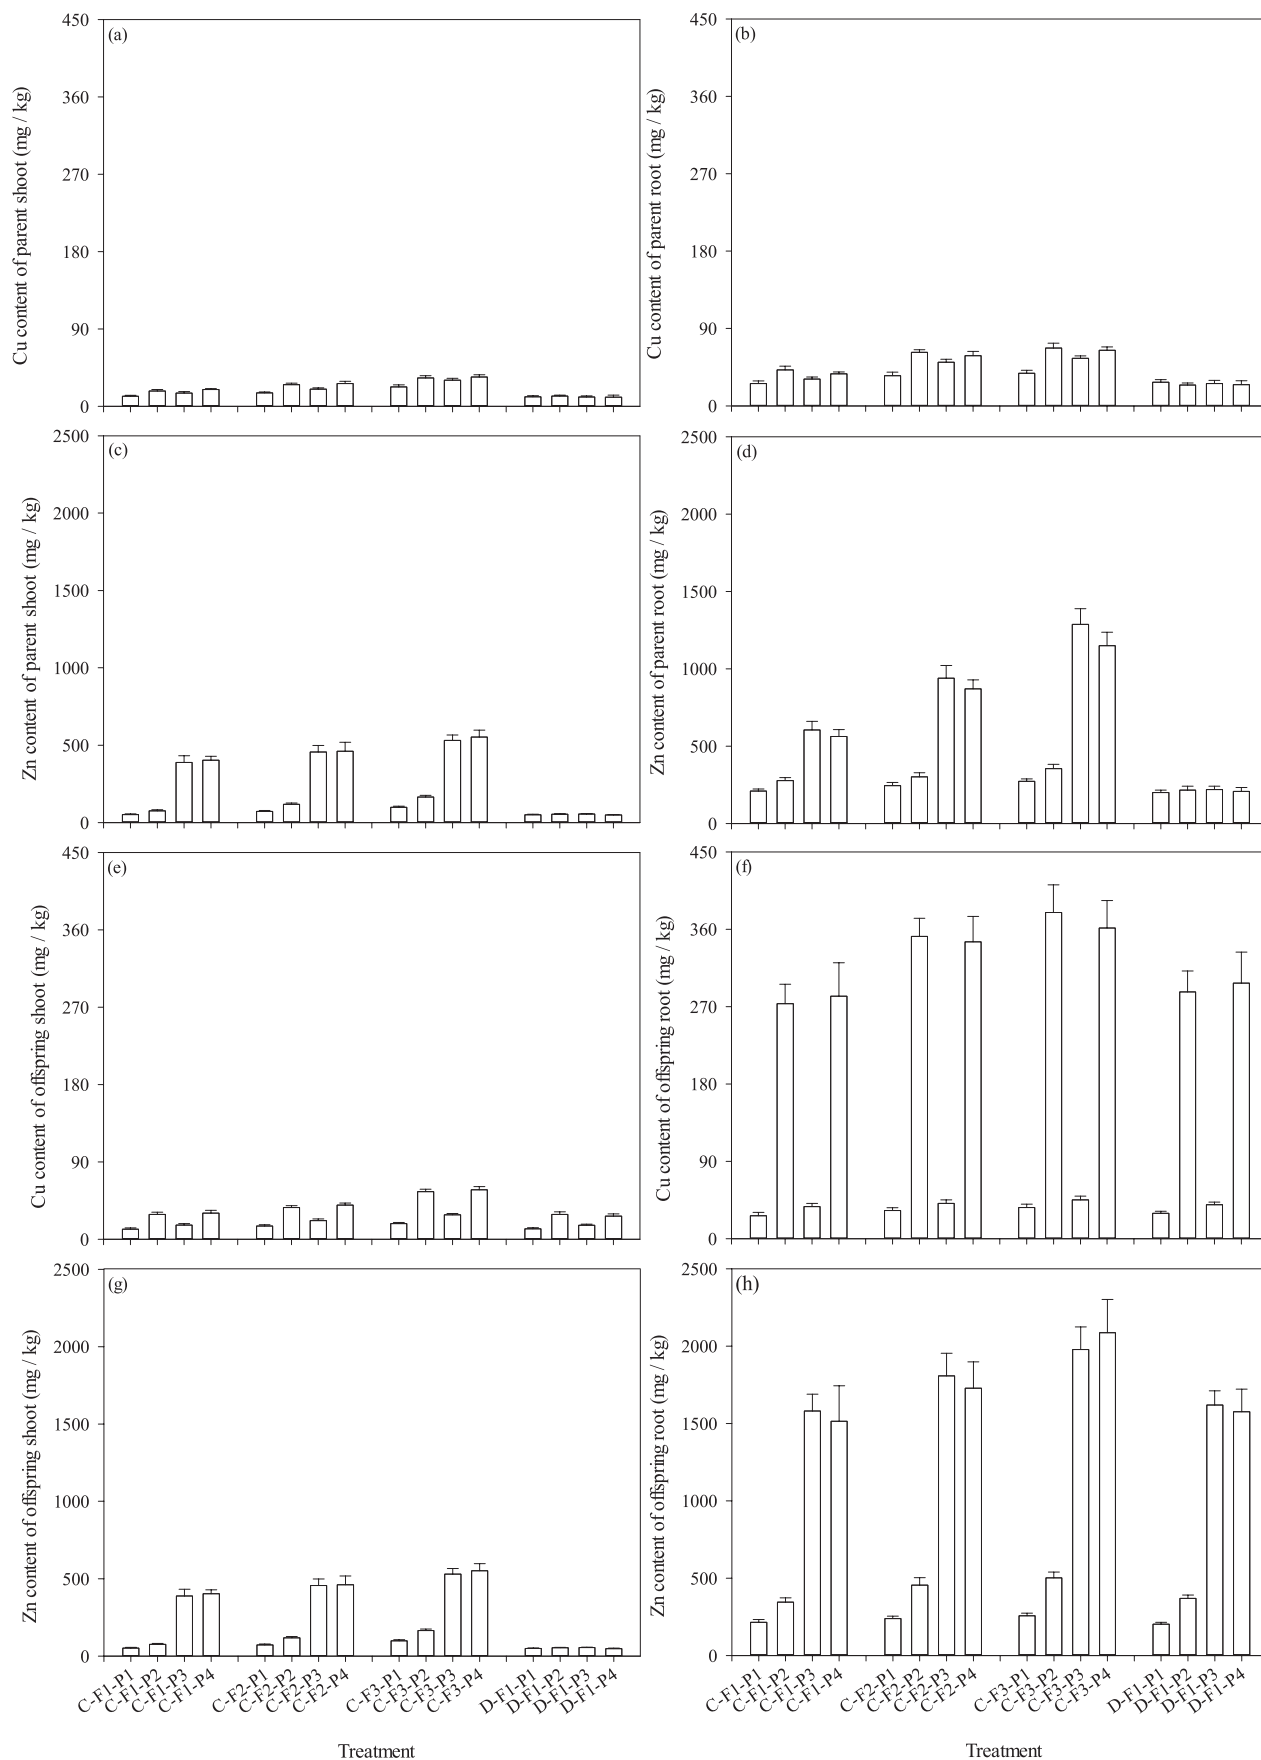 (a)
Cu content of parent shoot (mg / kg)
450
360
270
180
90
0
(b)
Cu content of parent root (mg / kg)
450
360
270
180
90
0
(c)
Zn content of parent shoot (mg / kg)
2500
2000
1500
1000
500
0
(d)
Zn content of parent root (mg / kg)
2500
2000
1500
1000
500
0
(e)
Cu content of offspring shoot (mg / kg)
450
360
270
180
90
0
(f)
Cu content of offspring root (mg / kg)
450
360
270
180
90
0
(g)
Zn content of offspring shoot (mg / kg)
2500
2000
1500
1000
500
0
C-F1-P1
C-F1-P2
C-F1-P3
C-F1-P4
C-F2-P1
C-F2-P2
C-F2-P3
C-F2-P4
C-F3-P1
C-F3-P2
C-F3-P3
C-F3-P4
D-F1-P1
D-F1-P2
D-F1-P3
D-F1-P4
Treatment
(h)
Zn content of offspring root (mg / kg)
2500
2000
1500
1000
500
0
C-F1-P1
C-F1-P2
C-F1-P3
C-F1-P4
C-F2-P1
C-F2-P2
C-F2-P3
C-F2-P4
C-F3-P1
C-F3-P2
C-F3-P3
C-F3-P4
D-F1-P1
D-F1-P2
D-F1-P3
D-F1-P4
Treatment